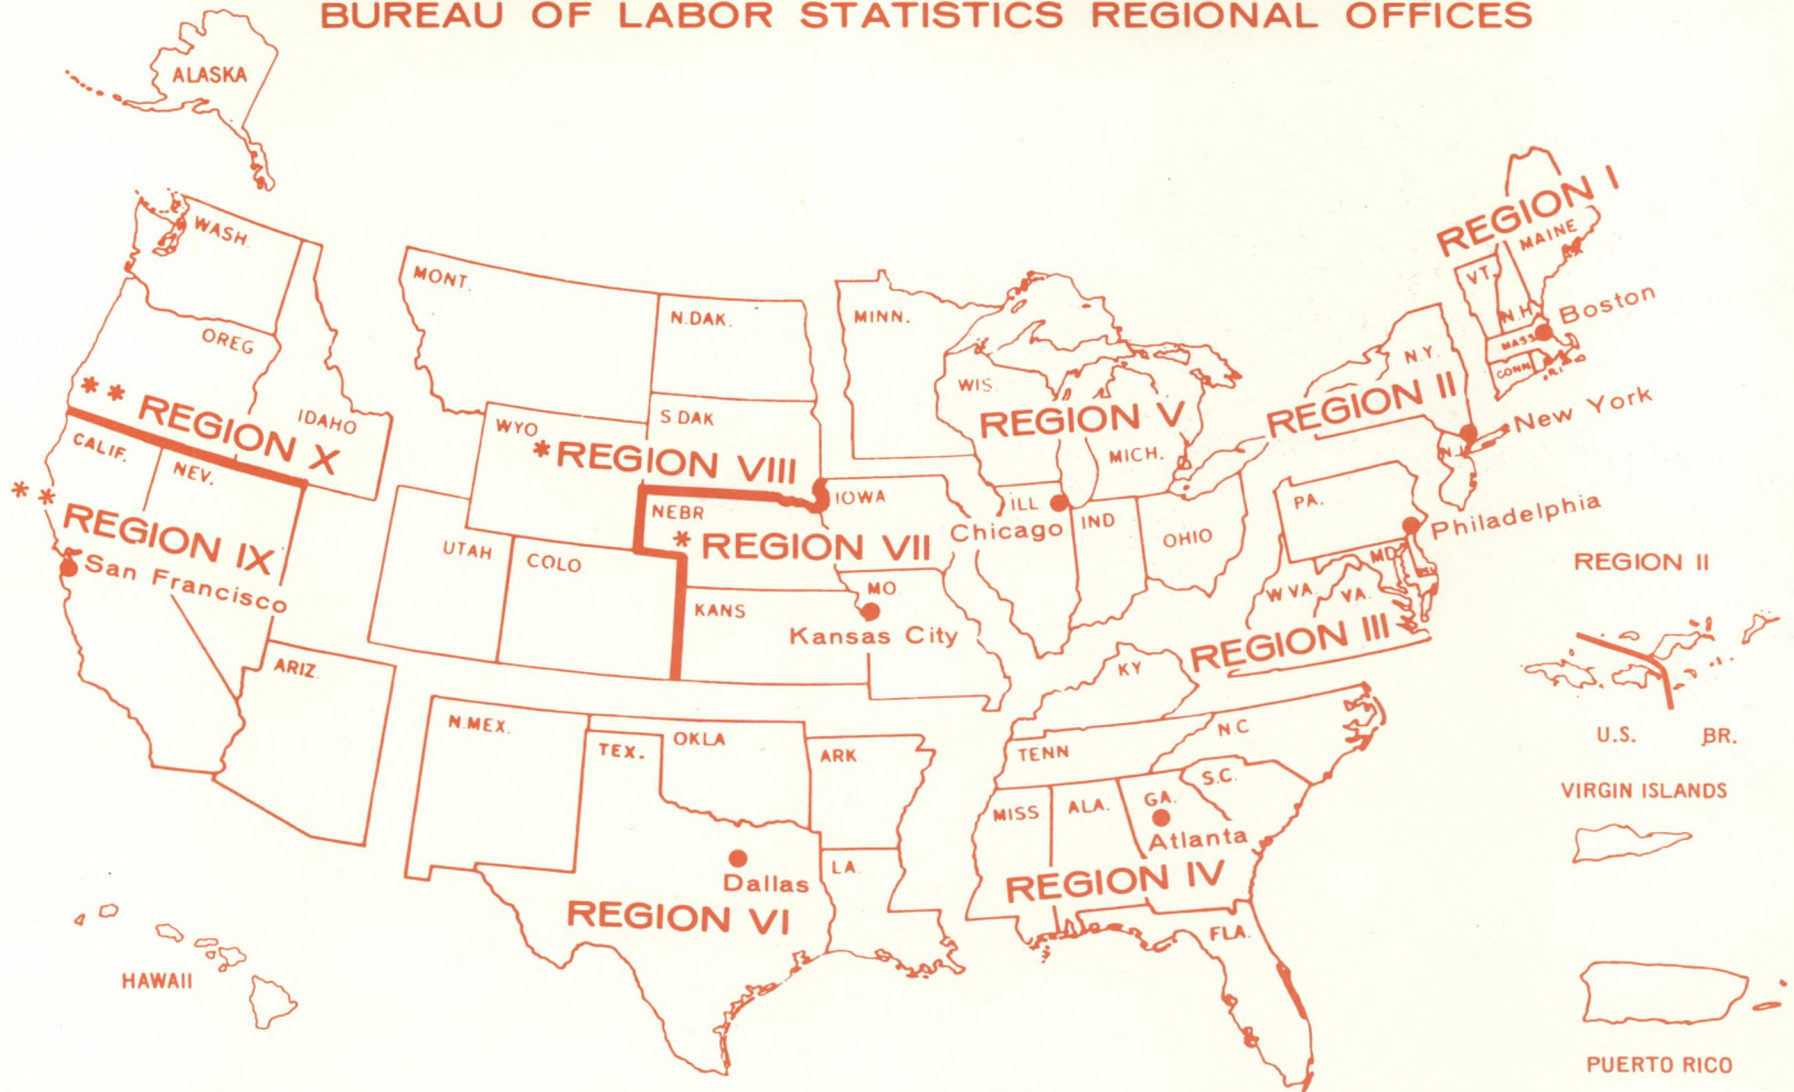 BUREAU OF LABOR STATISTICS REGIONAL OFFICES
ALASKA
REGION I
MAINE
WASH.
VT.
MONT.
N.H.
Boston
N.DAK.
MINN.
OREG
MASS
N.Y.
CONN
R.I.
WIS.
REGION II
** REGION X
IDAHO
WYO
S.DAK
REGION V
New York
CALIF.
NEV.
*REGION VIII
MICH.
N.J.
**
REGION IX
NEBR
IOWA
ILL
Chicago
IND
OHIO
PA.
Philadelphia
* REGION VII
UTAH
COLO.
MD.
REGION II
San Francisco
KANS
MO.
W VA.
VA.
Kansas City
REGION III
ARIZ.
KY
N.MEX.
TEX.
OKLA
ARK
TENN
N.C
U.S.
BR.
S.C.
VIRGIN ISLANDS
MISS
ALA.
GA.
Atlanta
Dallas
LA.
REGION IV
REGION VI
FLA.
HAWAII
PUERTO RICO